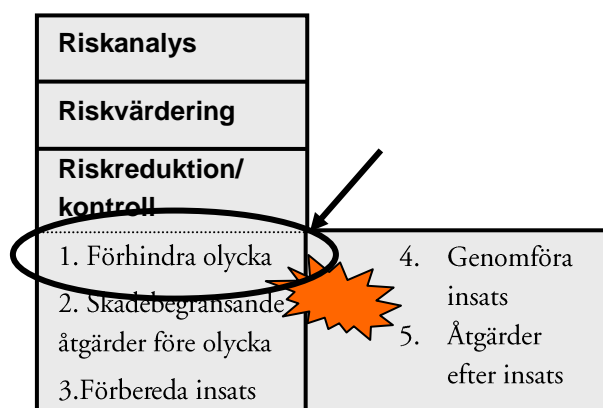 Riskanalys
Riskvärdering
Riskreduktion/
kontroll
1. Förhindra olycka
2. Skadebegränsande
åtgärder före olycka
3.Förbereda insats
4. Genomföra
insats
5. Åtgärder
efter insats